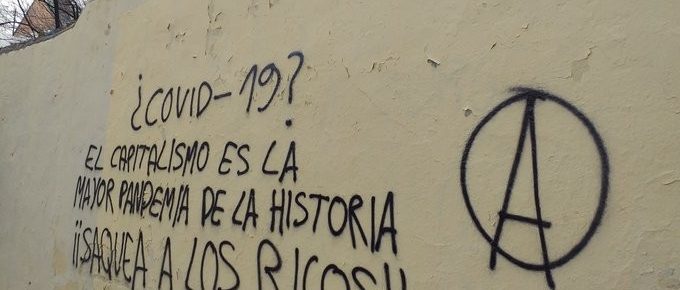 ¿COVID-19?
EL CAPITALISMO ES LA
MAYOR PANDEMIA DE LA HISTORIA
¡¡SAQUEA A LOS RICOS!!
A